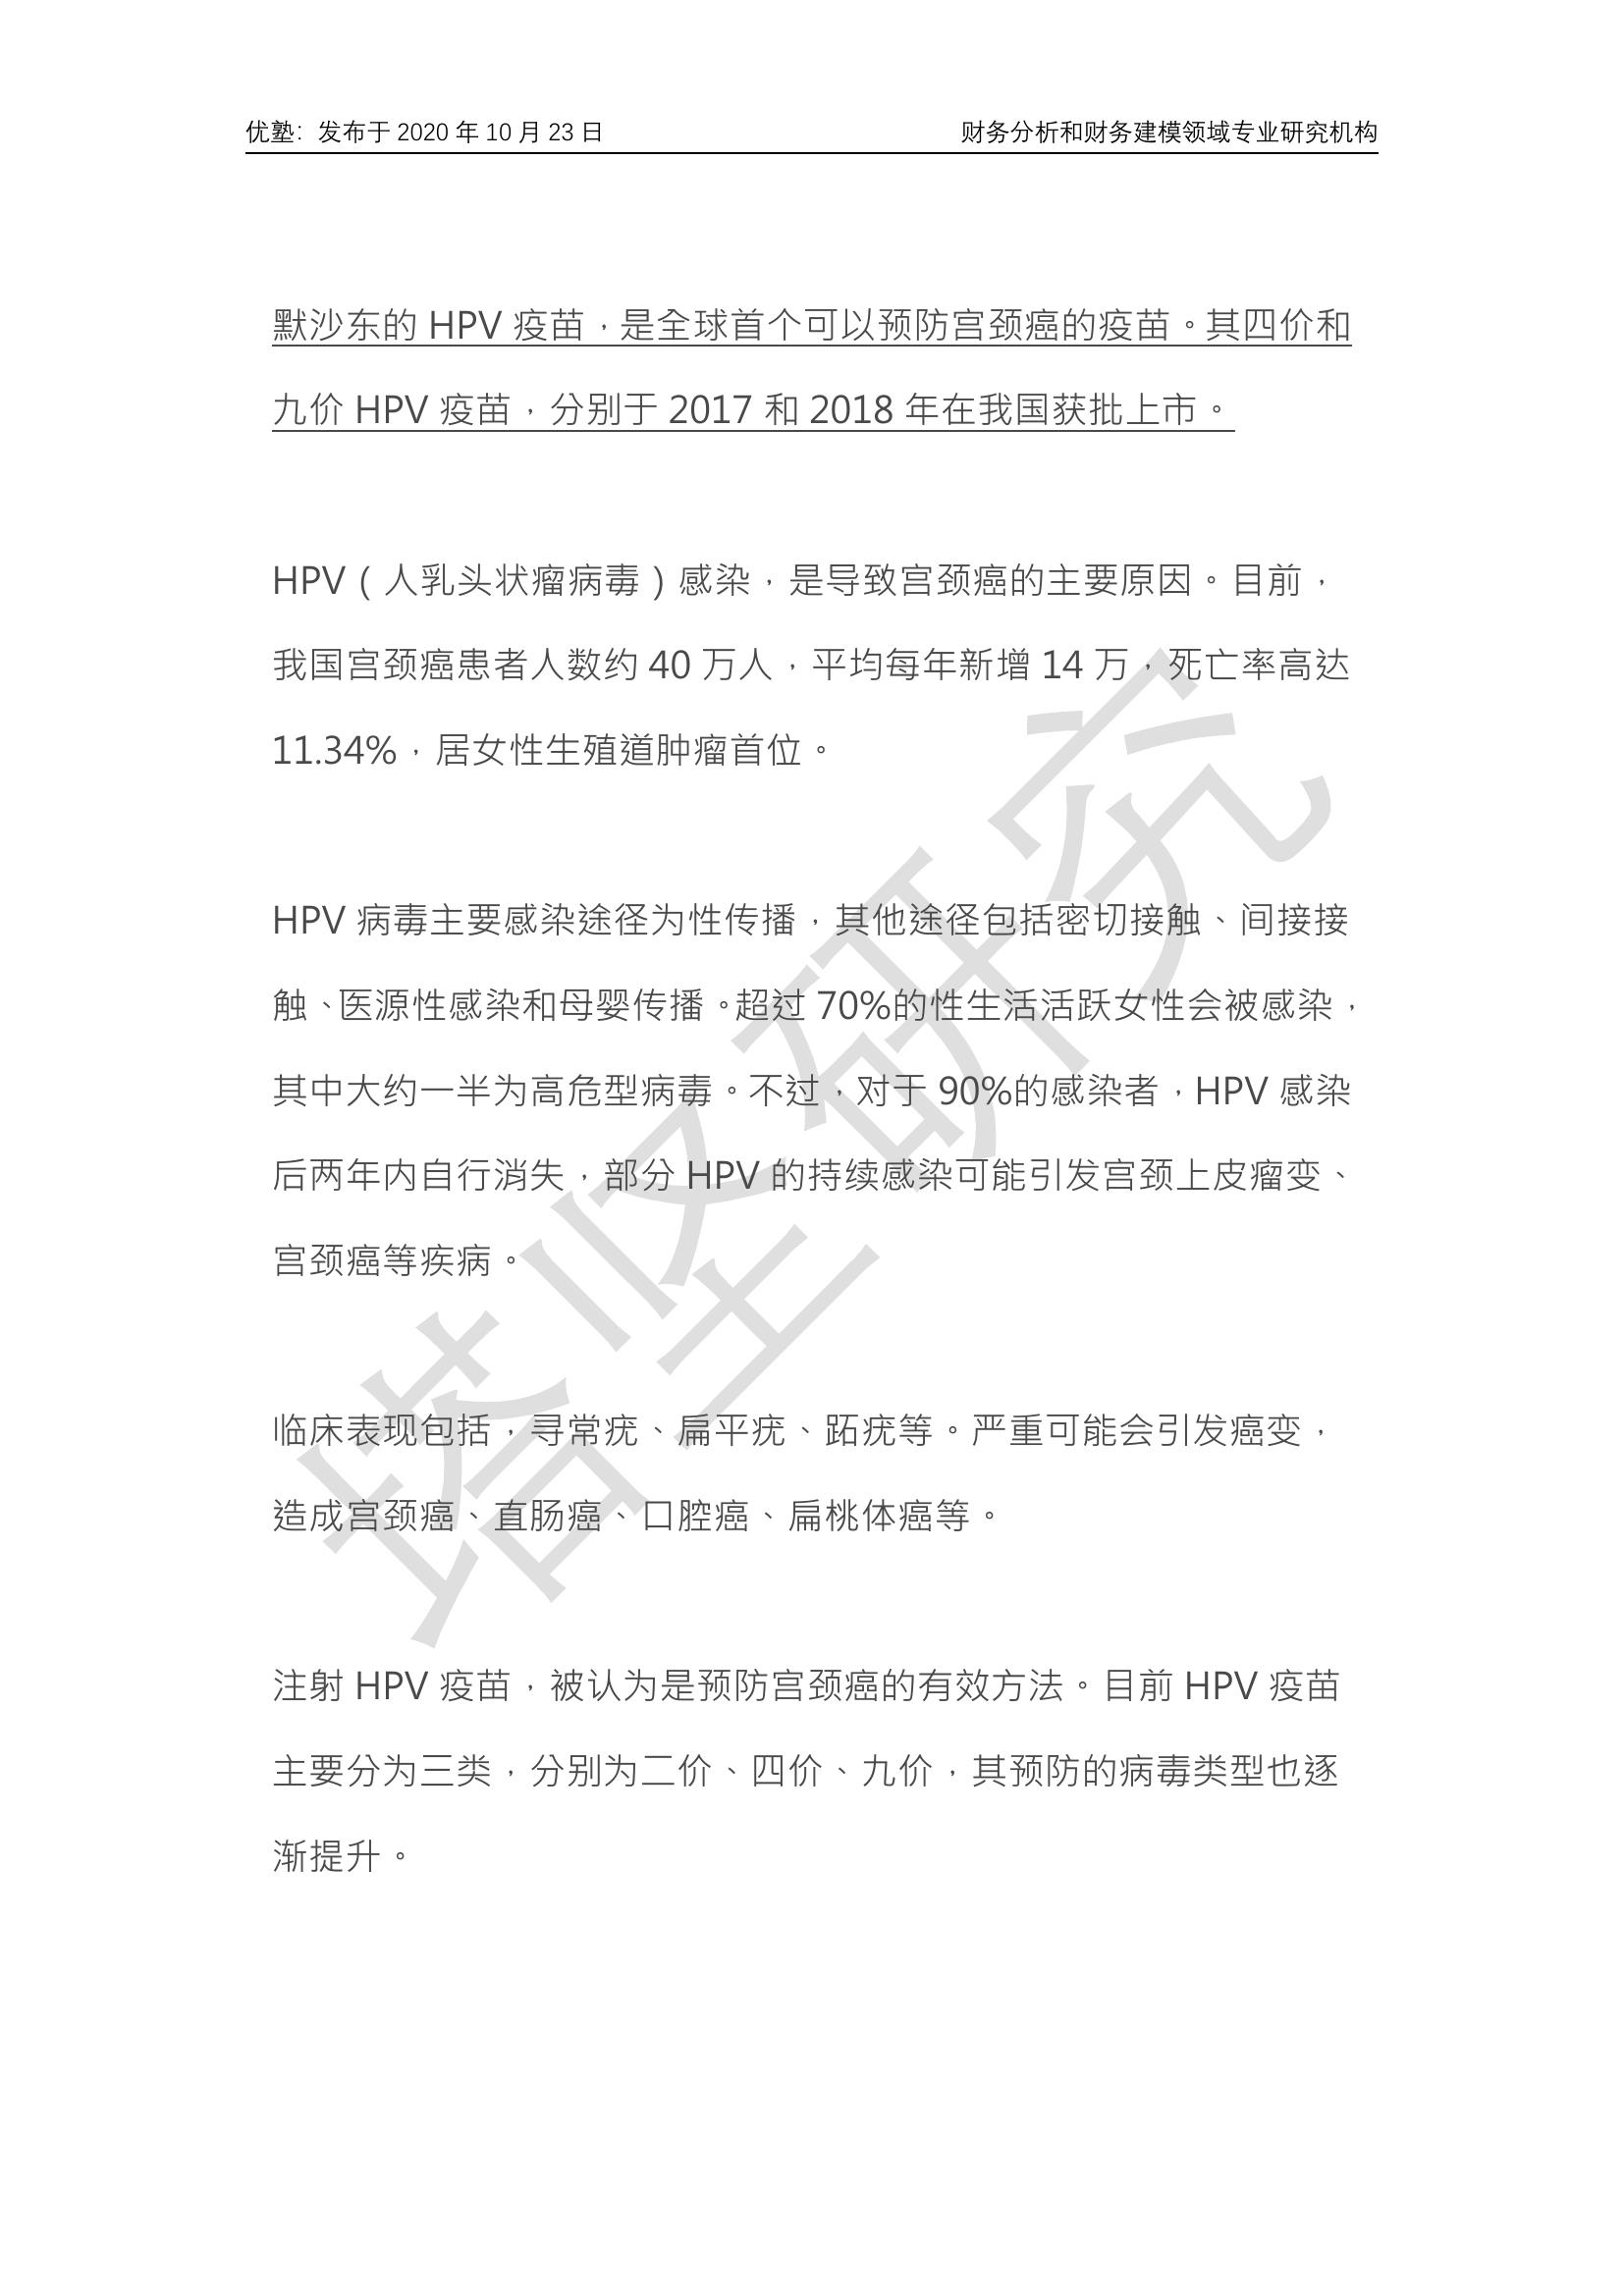 优塾：发布于 2020 年 10 月 23 日
财务分析和财务建模领域专业研究机构
默沙东的 HPV 疫苗，是全球首个可以预防宫颈癌的疫苗。其四价和
九价 HPV 疫苗，分别于 2017 和 2018 年在我国获批上市。
HPV（人乳头状瘤病毒）感染，是导致宫颈癌的主要原因。目前，
我国宫颈癌患者人数约 40 万人，平均每年新增 14 万，死亡率高达
11.34%，居女性生殖道肿瘤首位。
HPV 病毒主要感染途径为性传播，其他途径包括密切接触、间接接
触、医源性感染和母婴传播。超过 70%的性生活活跃女性会被感染，
其中大约一半为高危型病毒。不过，对于 90%的感染者，HPV 感染
后两年内自行消失，部分 HPV 的持续感染可能引发宫颈上皮瘤变、
宫颈癌等疾病。
临床表现包括，寻常疣、扁平疣、跖疣等。严重可能会引发癌变，
造成宫颈癌、直肠癌、口腔癌、扁桃体癌等。
注射 HPV 疫苗，被认为是预防宫颈癌的有效方法。目前 HPV 疫苗
主要分为三类，分别为二价、四价、九价，其预防的病毒类型也逐
渐提升。
塔坚研究